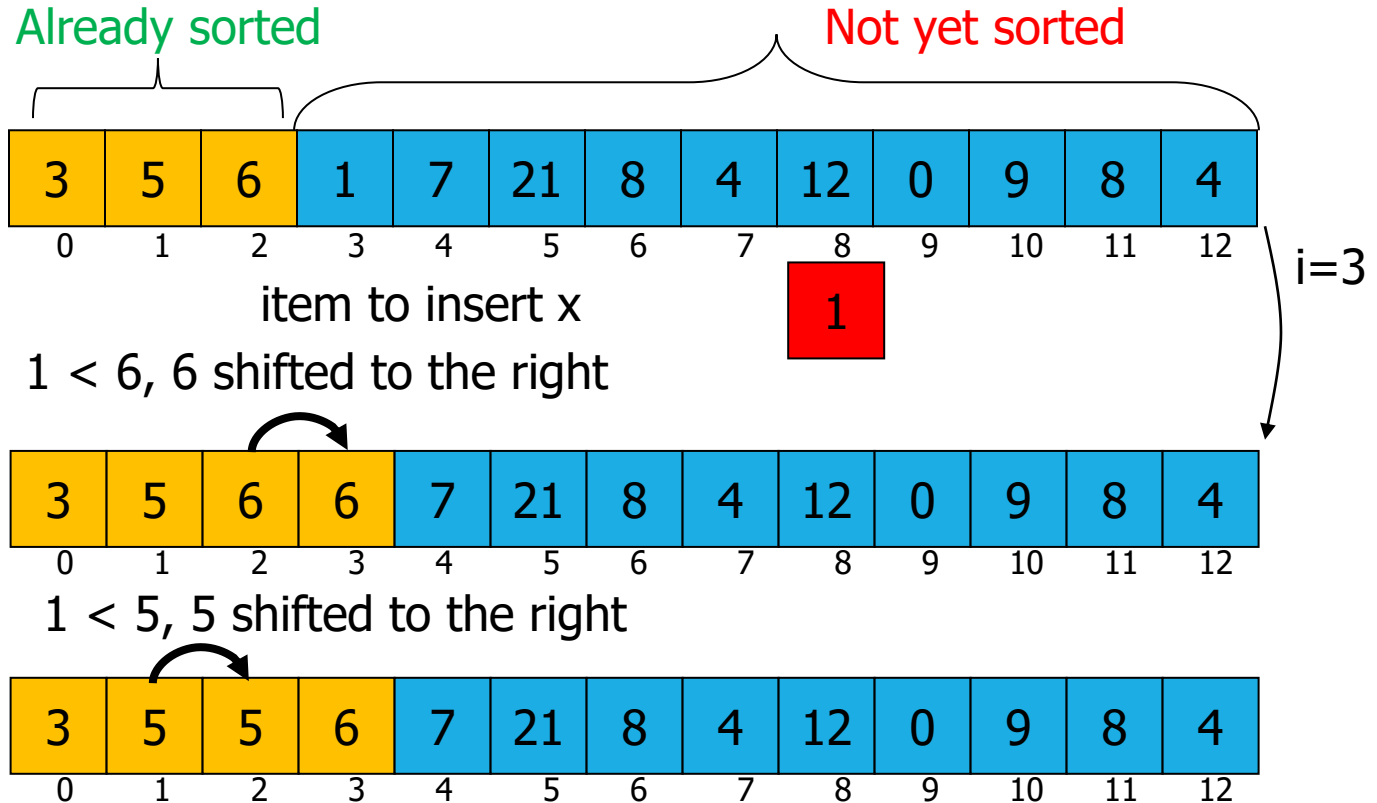 Already sorted Not yet sorted
3 5 6 1 7 21 8 4 12 0 9 8 4
0 1 2 3 4 5 6 7 8 9 10 11 12
i=3
item to insert x 1
1 < 6, 6 shifted to the right
3 5 6 6 7 21 8 4 12 0 9 8 4
0 1 2 3 4 5 6 7 8 9 10 11 12
1 < 5, 5 shifted to the right
3 5 5 6 7 21 8 4 12 0 9 8 4
0 1 2 3 4 5 6 7 8 9 10 11 12